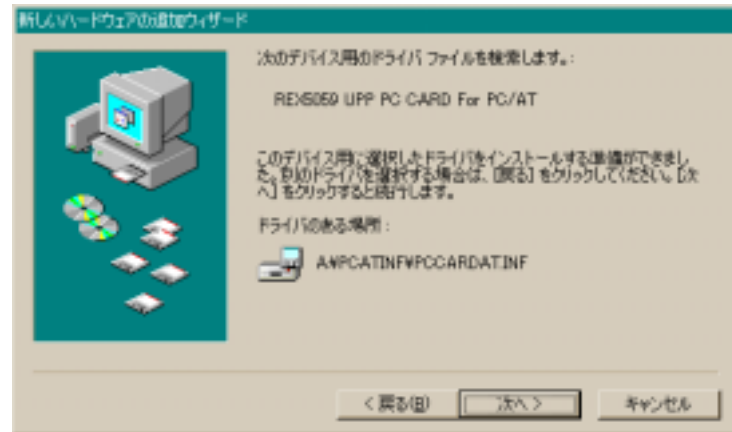 新しいハードウェアの追加ウィザード
次のデバイス用のドライバ ファイルを検索します。:
REX5059 UPP PC CARD For PC/AT
このデバイス用に選択したドライバをインストールする準備ができまし
た。別のドライバを選択する場合は、[戻る] をクリックしてください。[次
へ] をクリックすると続行します。
ドライバのある場所:
A:¥PCATINF¥PCCARDAT.INF
< 戻る(B)
次へ >
キャンセル